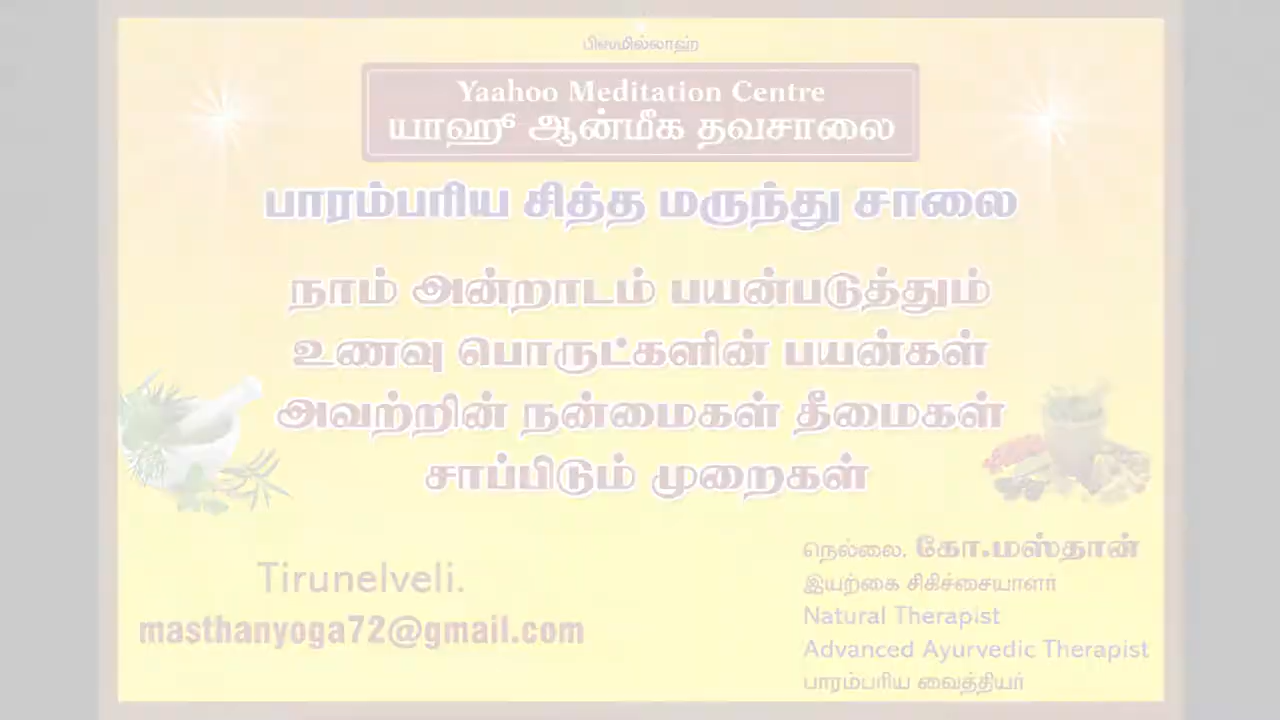 பிஸ்மில்லாஹ்
Yaahoo Meditation Centre
யாஹூ ஆன்மீக தவசாலை
பாரம்பரிய சித்த மருந்து சாலை
நாம் அன்றாடம் பயன்படுத்தும்
உணவு பொருட்களின் பயன்கள்
அவற்றின் நன்மைகள் தீமைகள்
சாப்பிடும் முறைகள்
Tirunelveli.
masthanyoga72@gmail.com
நெல்லை. கோ.மஸ்தான்
இயற்கை சிகிச்சையாளர்
Natural Therapist
Advanced Ayurvedic Therapist
பாரம்பரிய வைத்தியர்